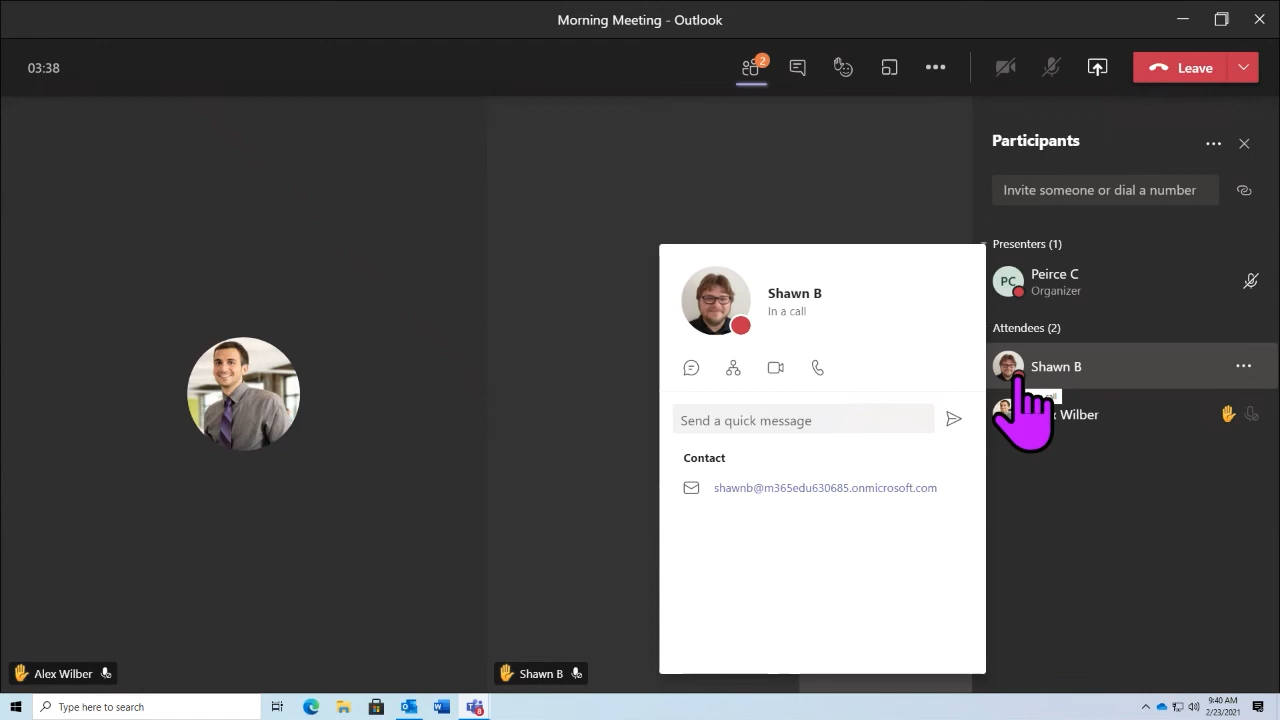 Morning Meeting - Outlook
03:38
2
Leave
Participants
Invite someone or dial a number
Presenters (1)
PC
Peirce C
Organizer
Attendees (2)
Shawn B
Wilber
Shawn B
In a call
Send a quick message
Contact
shawnb@m365edu630685.onmicrosoft.com
Alex Wilber
Shawn B
Type here to search
8
9:40 AM
2/23/2021